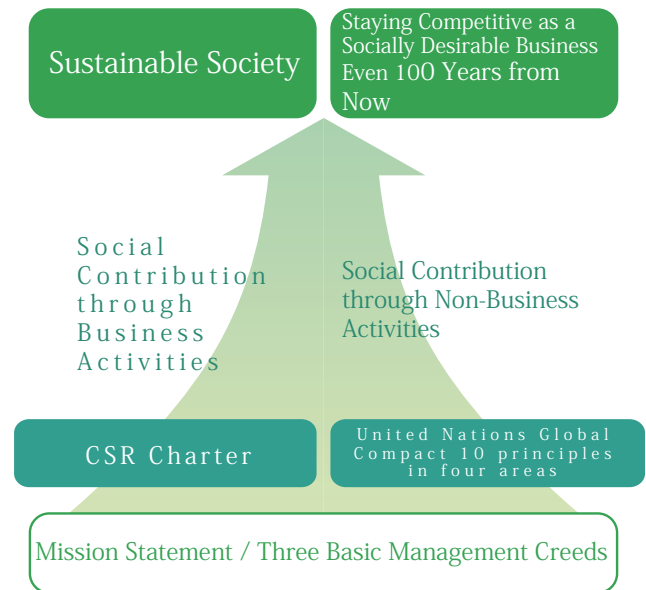 Sustainable Society
Staying Competitive as a
Socially Desirable Business
Even 100 Years from
Now
Social
Contribution
through
Business
Activities
Social Contribution
through Non-Business
Activities
CSR Charter
United Nations Global
Compact 10 principles
in four areas
Mission Statement / Three Basic Management Creeds